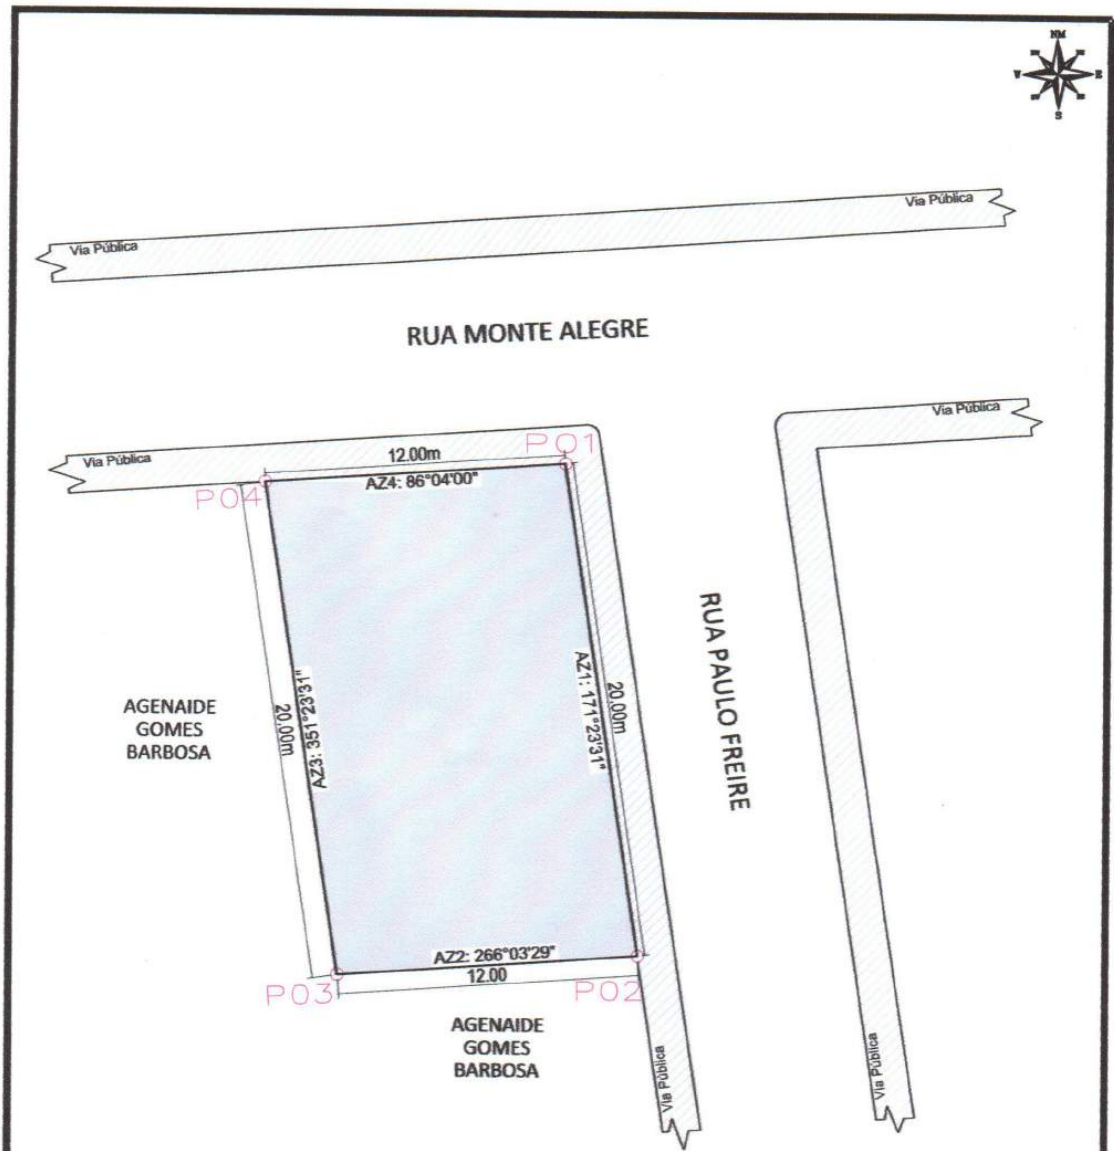 NM
V
E
S
Via Pública
Via Pública
RUA MONTE ALEGRE
Via Pública
Via Pública
P01
12.00m
AZ4: 86°04'00"
P04
RUA PAULO FREIRE
AZ1: 171°23'31"
20.00m
AZ3: 351°23'31"
20.00m
AGENAIDE
GOMES
BARBOSA
AZ2: 266°03'29"
12.00
P03
P02
AGENAIDE
GOMES
BARBOSA
Via Pública
Via Pública